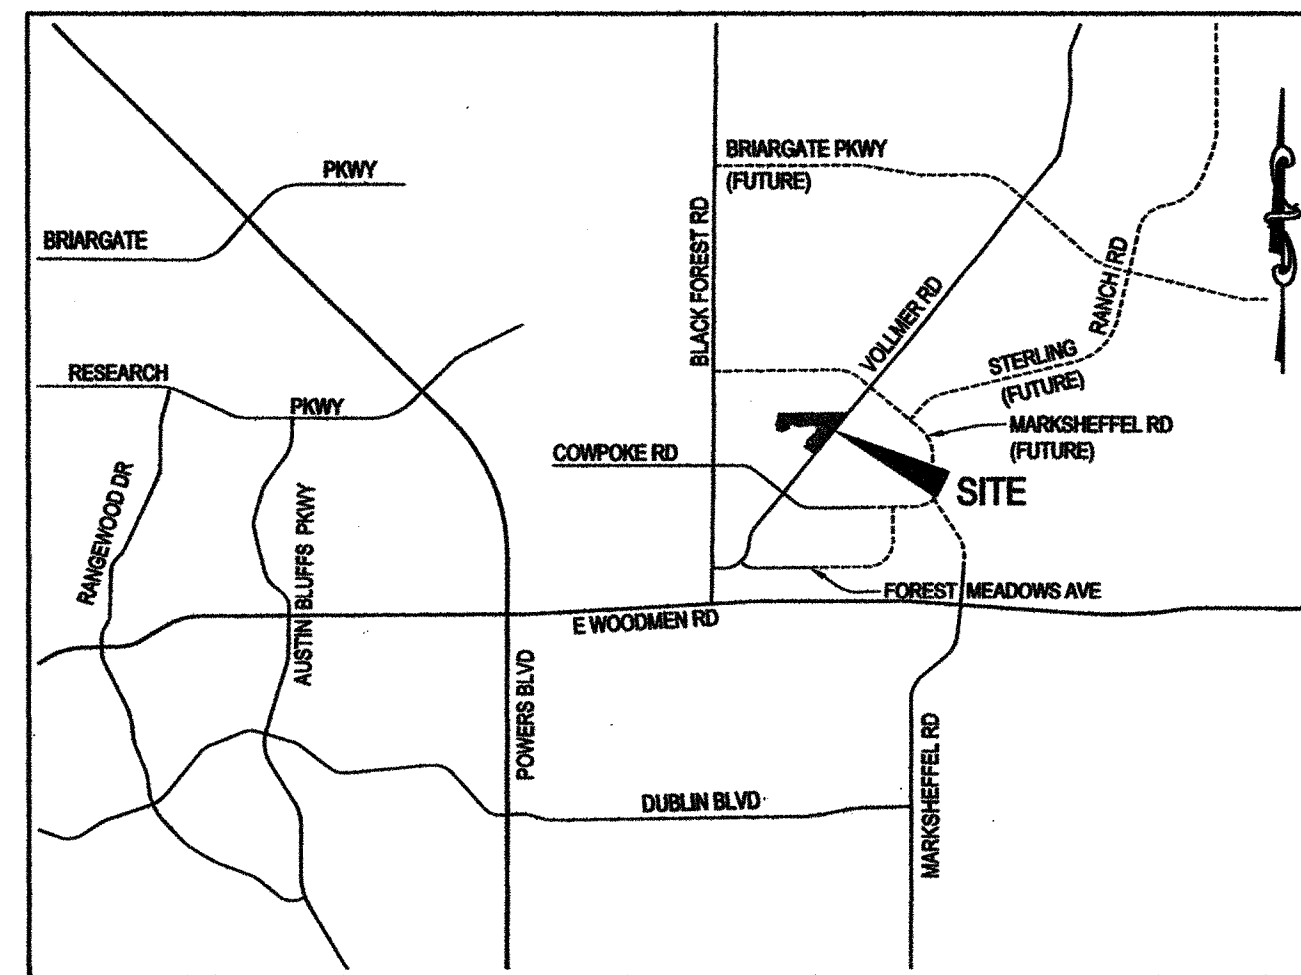 BRIARGATE PKWY
(FUTURE)
PKWY
BRIARGATE
BLACK FOREST RD
VOLLMER RD
RANCH RD
STERLING
(FUTURE)
RESEARCH
PKWY
MARKSHEFFEL RD
(FUTURE)
COWPOKE RD
SITE
RANGEWOOD DR
AUSTIN BLUFFS PKWY
FOREST MEADOWS AVE
E WOODMEN RD
POWERS BLVD
MARKSHEFFEL RD
DUBLIN BLVD